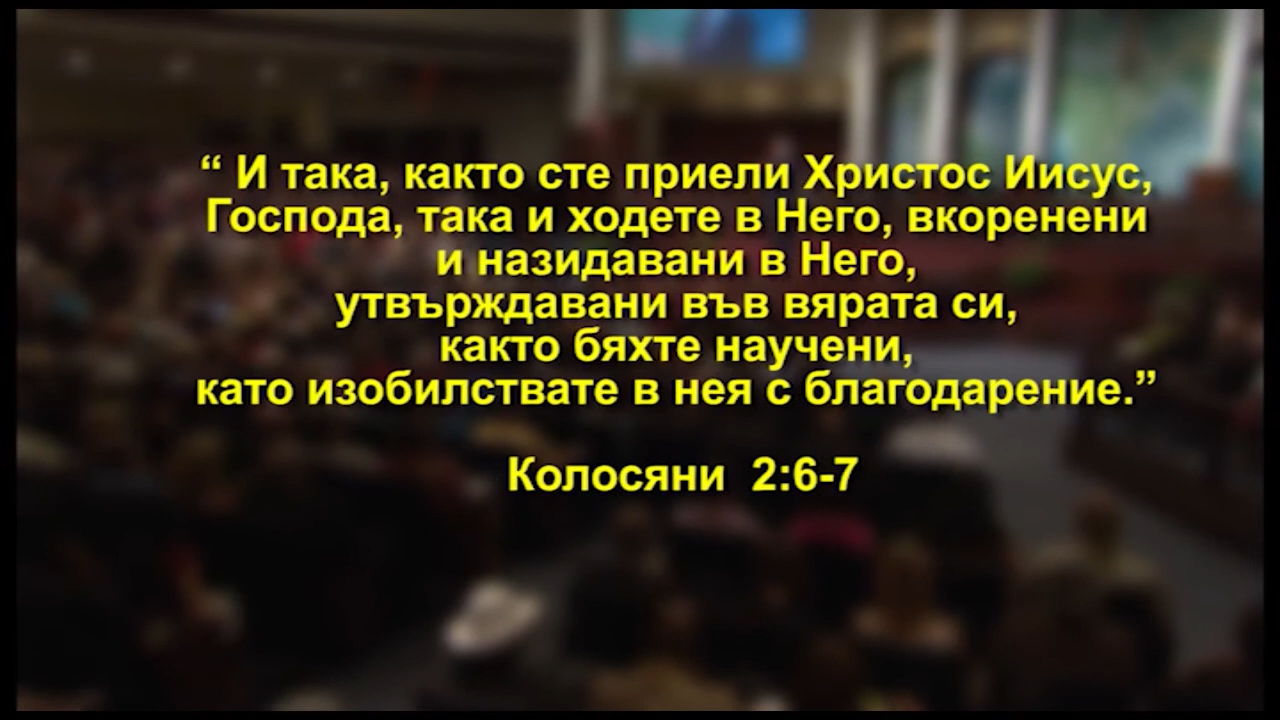 “ И така, както сте приели Христос Иисус,
Господа, така и ходете в Него, вкоренени
и назидавани в Него,
утвърждавани във вярата си,
както бяхте научени,
като изобилствате в нея с благодарение.”
Колосяни 2:6-7